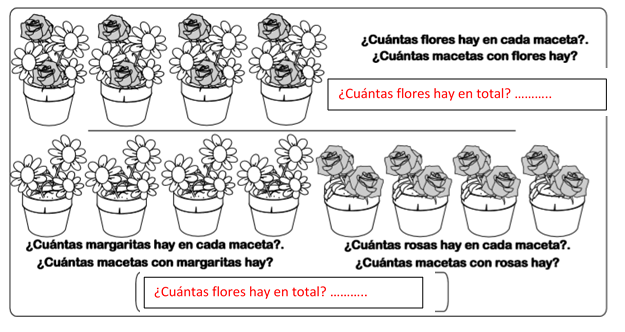 ¿Cuántas flores hay en cada maceta?.
¿Cuántas macetas con flores hay?
¿Cuántas flores hay en total? ………..
¿Cuántas margaritas hay en cada maceta?.
¿Cuántas macetas con margaritas hay?
¿Cuántas rosas hay en cada maceta?.
¿Cuántas macetas con rosas hay?
¿Cuántas flores hay en total? ………..